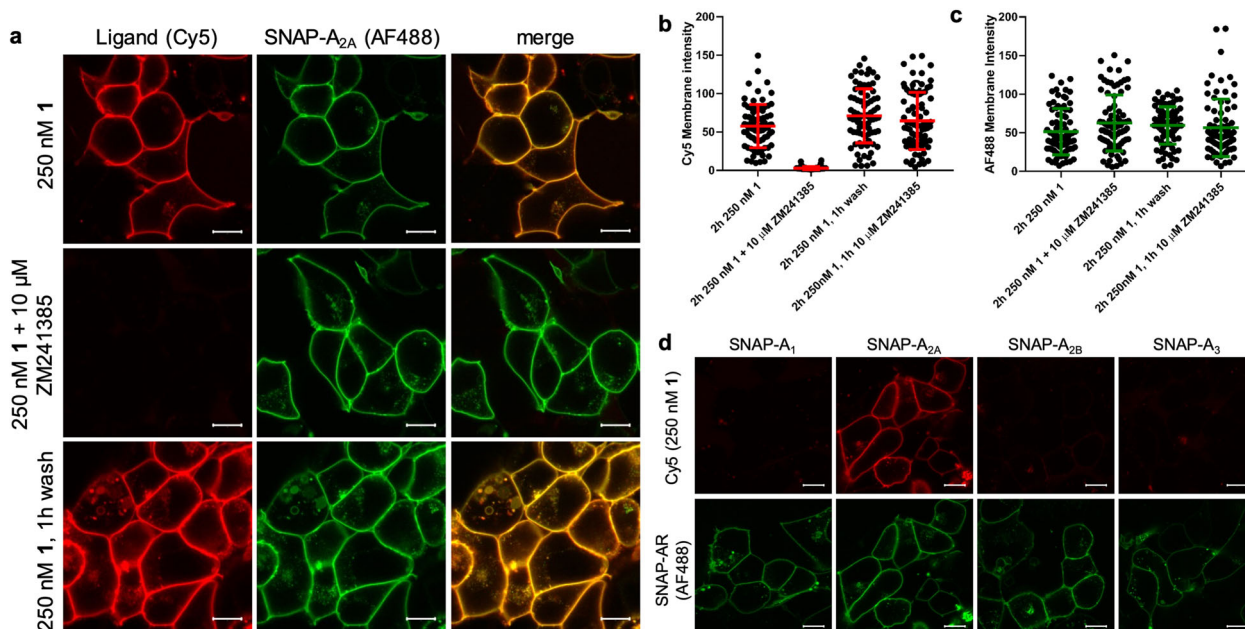 a
Ligand (Cy5)
SNAP-A2A (AF488)
merge
250 nM 1
250 nM 1 + 10 µM
ZM241385
250 nM 1, 1h wash
b
Cy5 Membrane intensity
200
150
100
50
0
2h 250 nM 1
2h 250 nM 1 + 10 µM ZM241385
2h 250 nM 1, 1h wash
2h 250nM 1, 1h 10 µM ZM241385
c
AF488 Membrane Intensity
200
150
100
50
0
2h 250 nM 1
2h 250 nM 1 + 10 µM ZM241385
2h 250 nM 1, 1h wash
2h 250nM 1, 1h 10 µM ZM241385
d
SNAP-A1
SNAP-A2A
SNAP-A2B
SNAP-A3
Cy5 (250 nM 1)
SNAP-AR
(AF488)